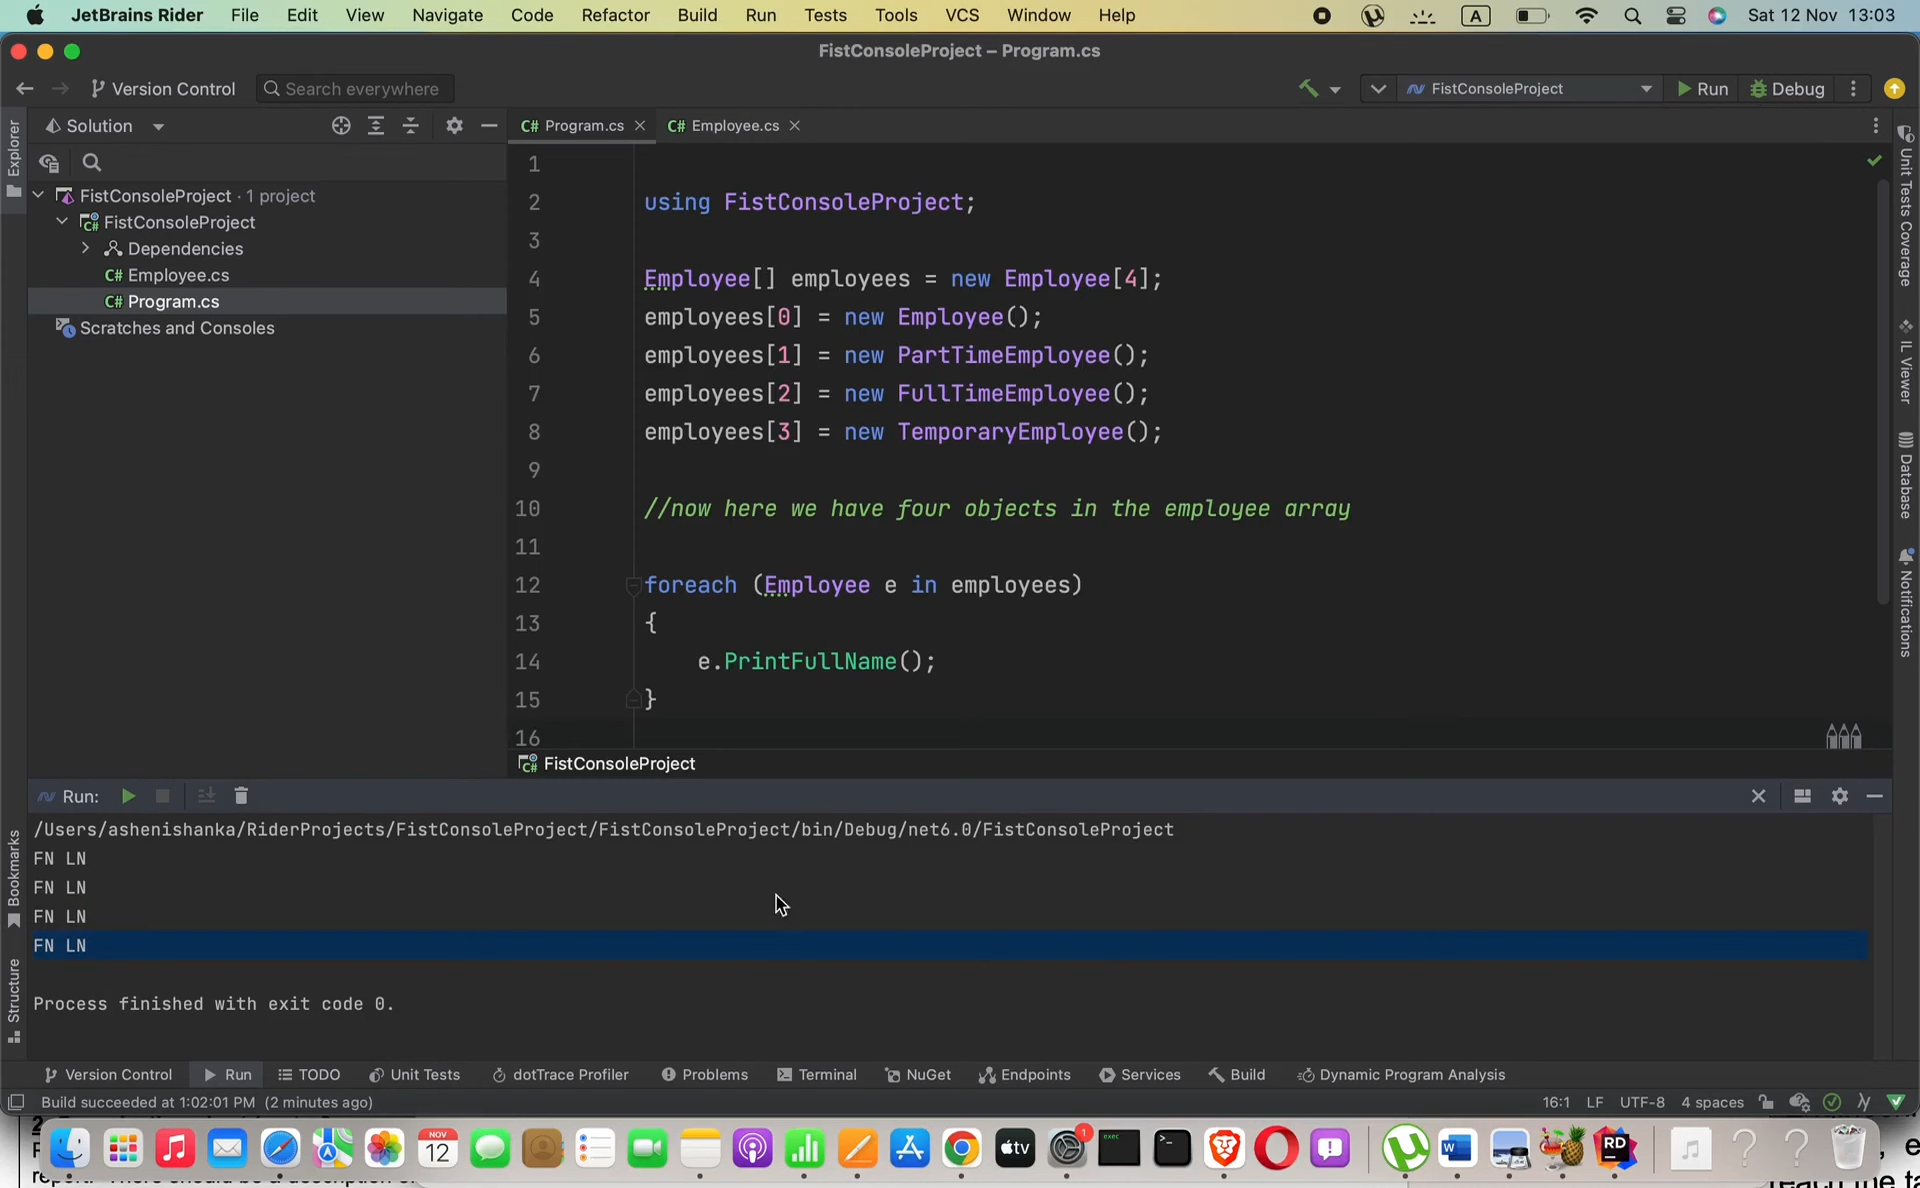 JetBrains Rider File Edit View Navigate Code Refactor Build Run Tests Tools VCS Window Help A Sat 12 Nov 13:03
FistConsoleProject – Program.cs
Version Control Search everywhere FistConsoleProject Run Debug
Solution
C# Program.cs C# Employee.cs
FistConsoleProject · 1 project
C# FistConsoleProject
Dependencies
C# Employee.cs
C# Program.cs
Scratches and Consoles
Explorer
Bookmarks
Structure
1
2 using FistConsoleProject;
3
4 Employee[] employees = new Employee[4];
5 employees[0] = new Employee();
6 employees[1] = new PartTimeEmployee();
7 employees[2] = new FullTimeEmployee();
8 employees[3] = new TemporaryEmployee();
9
10 //now here we have four objects in the employee array
11
12 foreach (Employee e in employees)
13 {
14 e.PrintFullName();
15 }
16
C# FistConsoleProject
Unit Tests Coverage
IL Viewer
Database
Notifications
Run:
/Users/ashenishanka/RiderProjects/FistConsoleProject/FistConsoleProject/bin/Debug/net6.0/FistConsoleProject
FN LN
FN LN
FN LN
FN LN
Process finished with exit code 0.
Version Control Run TODO Unit Tests dotTrace Profiler Problems Terminal NuGet Endpoints Services Build Dynamic Program Analysis
Build succeeded at 1:02:01 PM (2 minutes ago) 16:1 LF UTF-8 4 spaces
NOV
12
tv
1
exec
W
RD